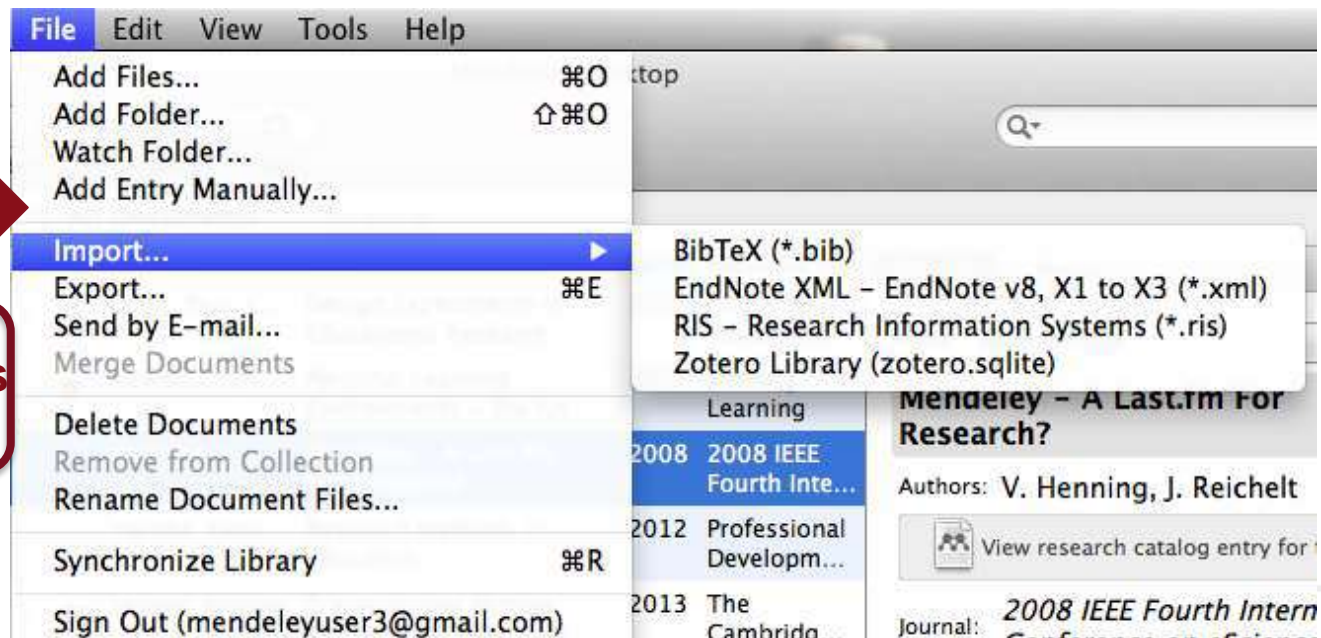 File Edit View Tools Help
Add Files... ⌘O
Add Folder... ⇧⌘O
Watch Folder...
Add Entry Manually...
Import...
Export... ⌘E
Send by E-mail...
Merge Documents
Delete Documents
Remove from Collection
Rename Document Files...
Synchronize Library ⌘R
Sign Out (mendeleyuser3@gmail.com)
BibTeX (*.bib)
EndNote XML – EndNote v8, X1 to X3 (*.xml)
RIS – Research Information Systems (*.ris)
Zotero Library (zotero.sqlite)
Learning
2008 2008 IEEE
Fourth Inte...
2012 Professional
Developm...
2013 The
Cambridg...
Mendeley – A Last.fm For
Research?
Authors: V. Henning, J. Reichelt
View research catalog entry for
Journal: 2008 IEEE Fourth Intern